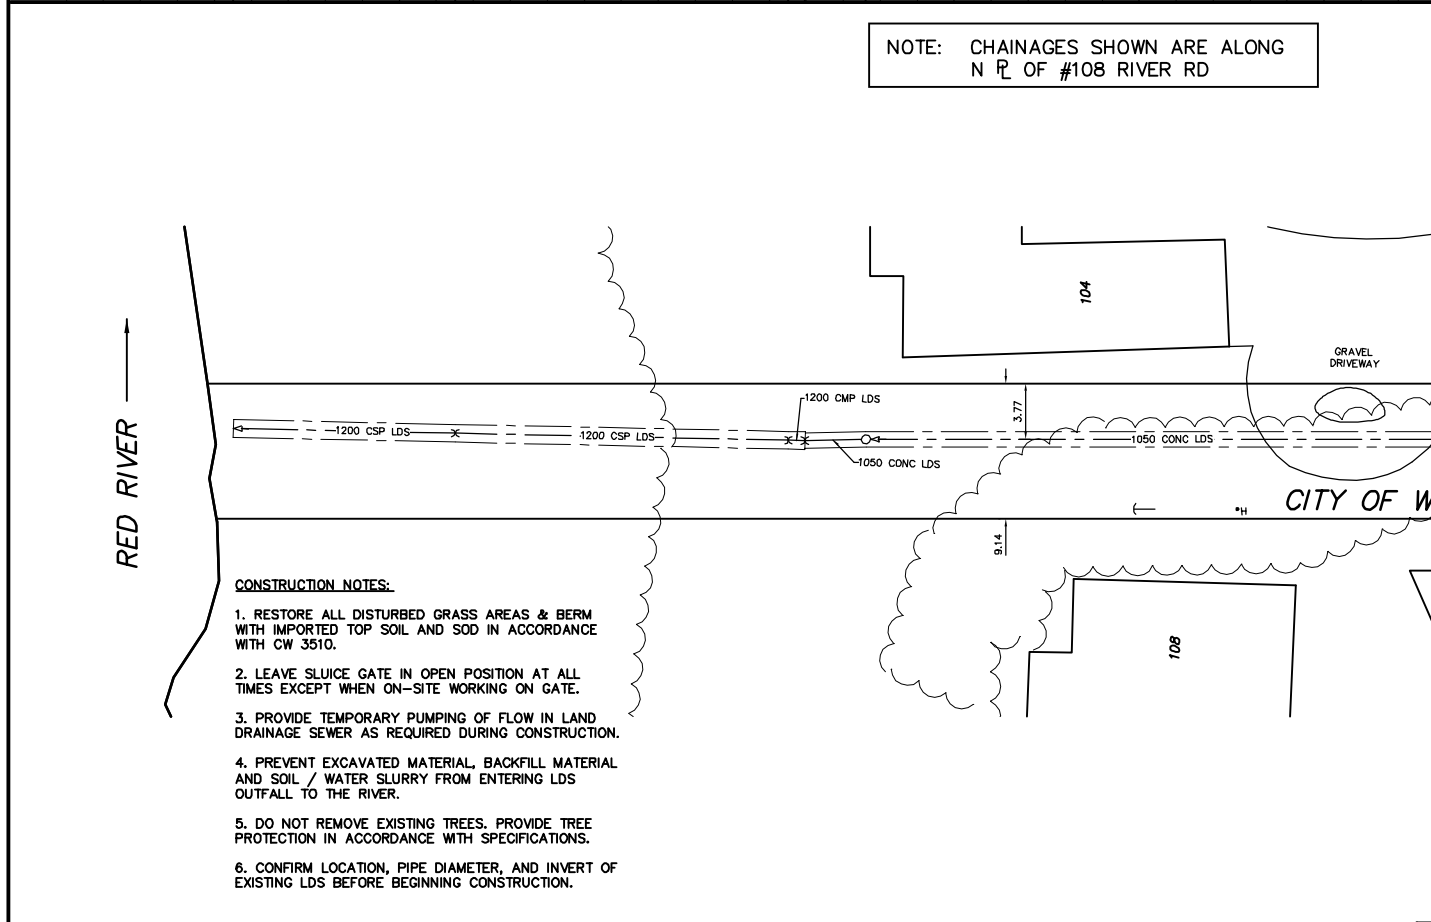 NOTE: CHAINAGES SHOWN ARE ALONG
N ℄ OF #108 RIVER RD
104
GRAVEL
DRIVEWAY
1200 CMP LDS
3.77
1200 CSP LDS
1200 CSP LDS
1050 CONC LDS
1050 CONC LDS
RED RIVER
CITY OF W
H
9.14
108
CONSTRUCTION NOTES:
1. RESTORE ALL DISTURBED GRASS AREAS & BERM
WITH IMPORTED TOP SOIL AND SOD IN ACCORDANCE
WITH CW 3510.
2. LEAVE SLUICE GATE IN OPEN POSITION AT ALL
TIMES EXCEPT WHEN ON-SITE WORKING ON GATE.
3. PROVIDE TEMPORARY PUMPING OF FLOW IN LAND
DRAINAGE SEWER AS REQUIRED DURING CONSTRUCTION.
4. PREVENT EXCAVATED MATERIAL, BACKFILL MATERIAL
AND SOIL / WATER SLURRY FROM ENTERING LDS
OUTFALL TO THE RIVER.
5. DO NOT REMOVE EXISTING TREES. PROVIDE TREE
PROTECTION IN ACCORDANCE WITH SPECIFICATIONS.
6. CONFIRM LOCATION, PIPE DIAMETER, AND INVERT OF
EXISTING LDS BEFORE BEGINNING CONSTRUCTION.